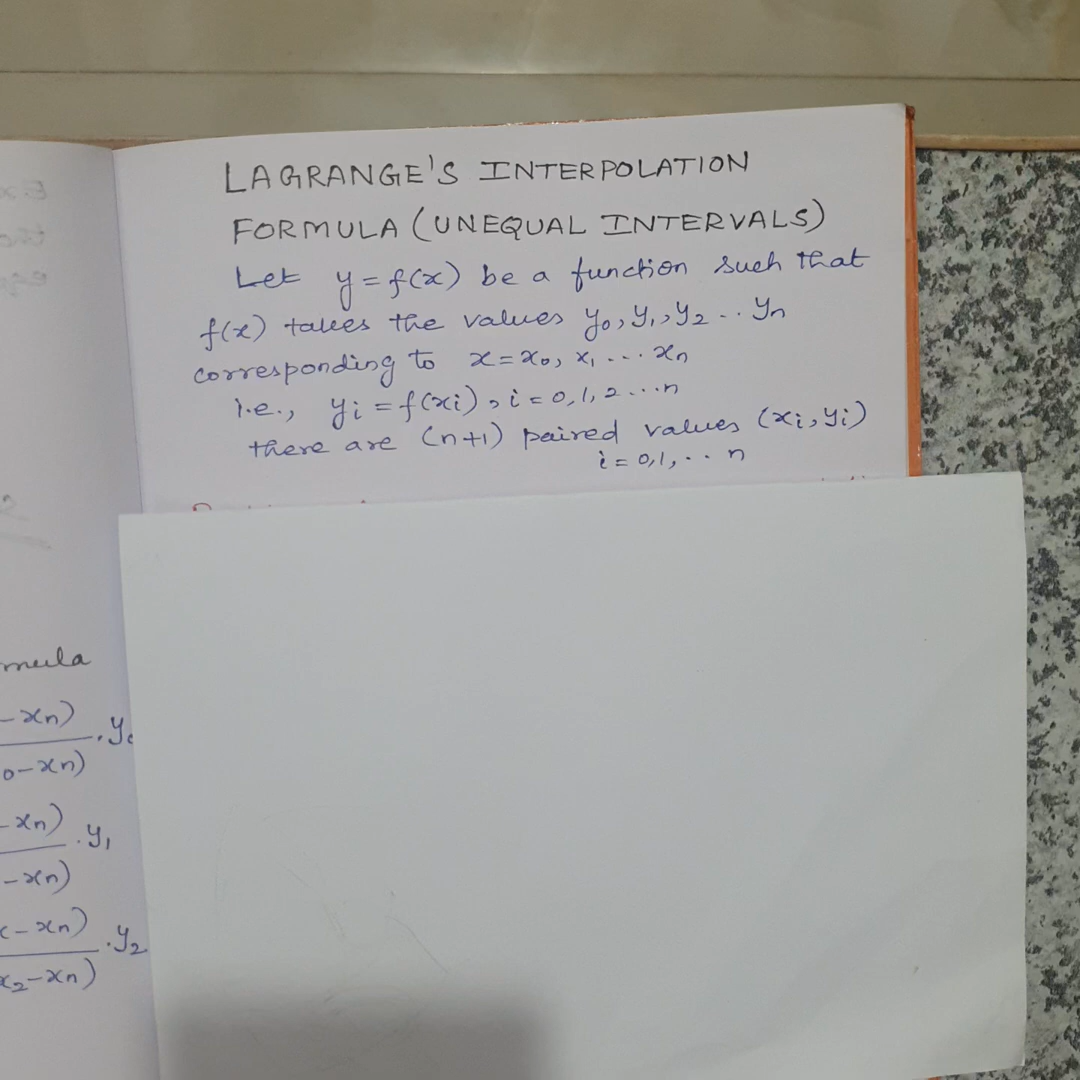 LAGRANGE'S INTERPOLATION
FORMULA (UNEQUAL INTERVALS)
Let y = f(x) be a function such that
f(x) takes the values y₀, y₁, y₂ .. yₙ
corresponding to x = x₀, x₁ ... xₙ
i.e., yᵢ = f(xᵢ), i = 0, 1, 2 ... n
there are (n+1) paired values (xᵢ, yᵢ)
i = 0, 1, .. n
mula
-xₙ)
.y₀
0-xₙ)
-xₙ)
.y₁
-xₙ)
x-xₙ)
.y₂
x₂-xₙ)